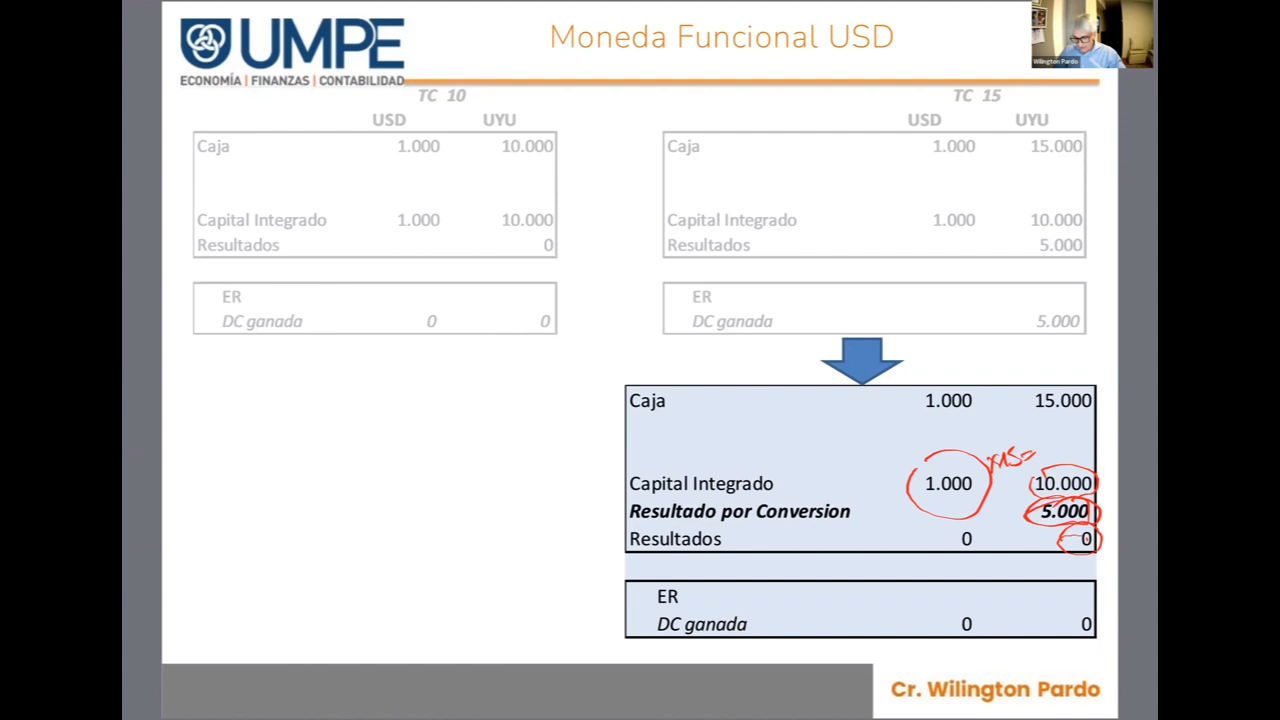 UMPE
ECONOMÍA | FINANZAS | CONTABILIDAD
Moneda Funcional USD
Wilington Pardo
TC 10
USD UYU
Caja 1.000 10.000
Capital Integrado 1.000 10.000
Resultados 0
ER
DC ganada 0 0
TC 15
USD UYU
Caja 1.000 15.000
Capital Integrado 1.000 10.000
Resultados 5.000
ER
DC ganada 5.000
Caja 1.000 15.000
Capital Integrado 1.000 10.000
Resultado por Conversion 5.000
Resultados 0 0
ER
DC ganada 0 0
Cr. Wilington Pardo